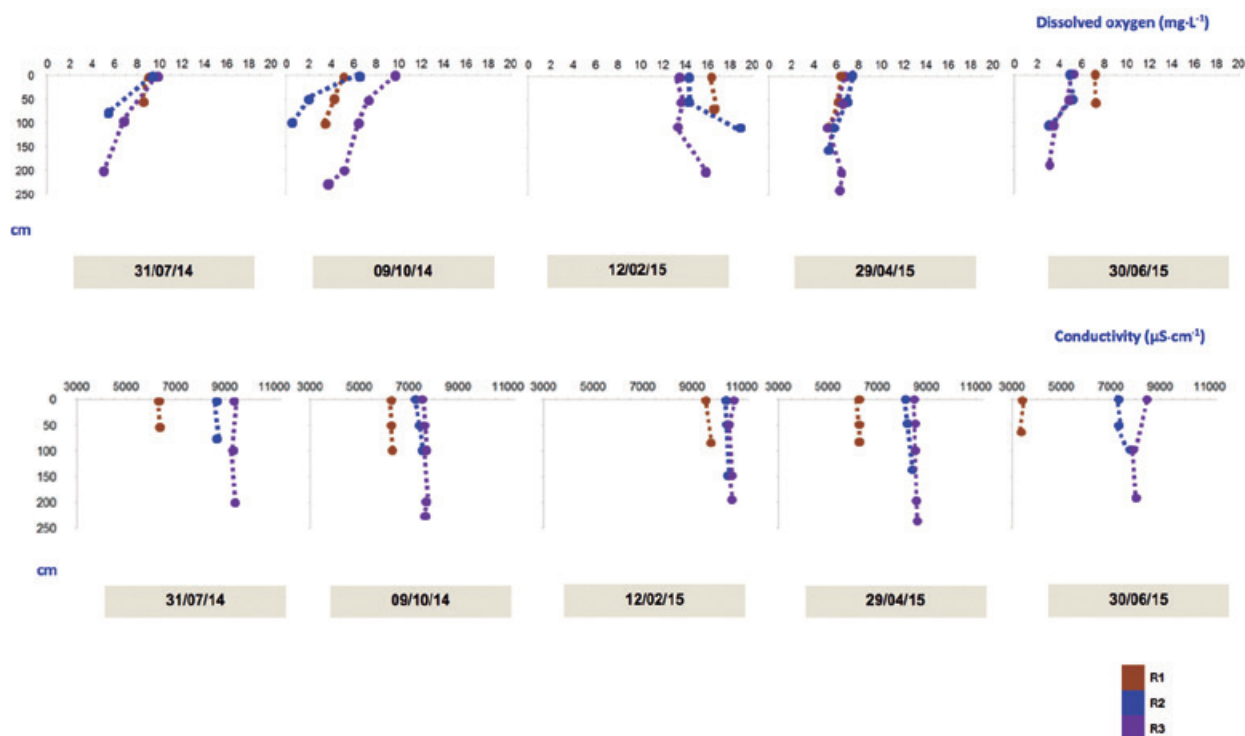 Dissolved oxygen (mg·L⁻¹)
0 2 4 6 8 10 12 14 16 18 20 0 2 4 6 8 10 12 14 16 18 20 0 2 4 6 8 10 12 14 16 18 20 0 2 4 6 8 10 12 14 16 18 20 0 2 4 6 8 10 12 14 16 18 20
0
50
100
150
200
250
cm
31/07/14 09/10/14 12/02/15 29/04/15 30/06/15
Conductivity (µS·cm⁻¹)
3000 5000 7000 9000 11000 3000 5000 7000 9000 11000 3000 5000 7000 9000 11000 3000 5000 7000 9000 11000 3000 7000 9000 11000
0
50
100
150
200
250
cm
31/07/14 09/10/14 12/02/15 29/04/15 30/06/15
R1
R2
R3